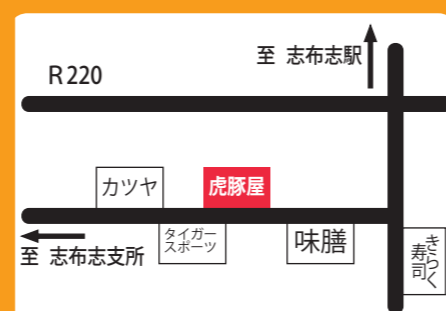 至 志布志駅
R220
カツヤ
虎豚屋
タイガー
スポーツ
味膳
きらく
寿司
至 志布志支所